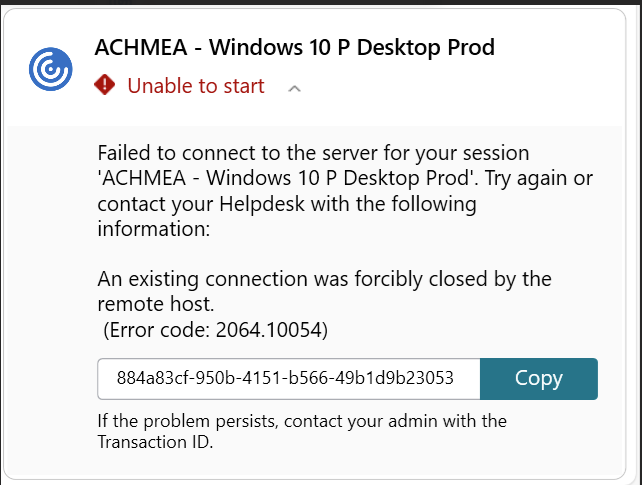 ACHMEA - Windows 10 P Desktop Prod
Unable to start
Failed to connect to the server for your session
'ACHMEA - Windows 10 P Desktop Prod'. Try again or
contact your Helpdesk with the following
information:
An existing connection was forcibly closed by the
remote host.
(Error code: 2064.10054)
884a83cf-950b-4151-b566-49b1d9b23053
Copy
If the problem persists, contact your admin with the
Transaction ID.